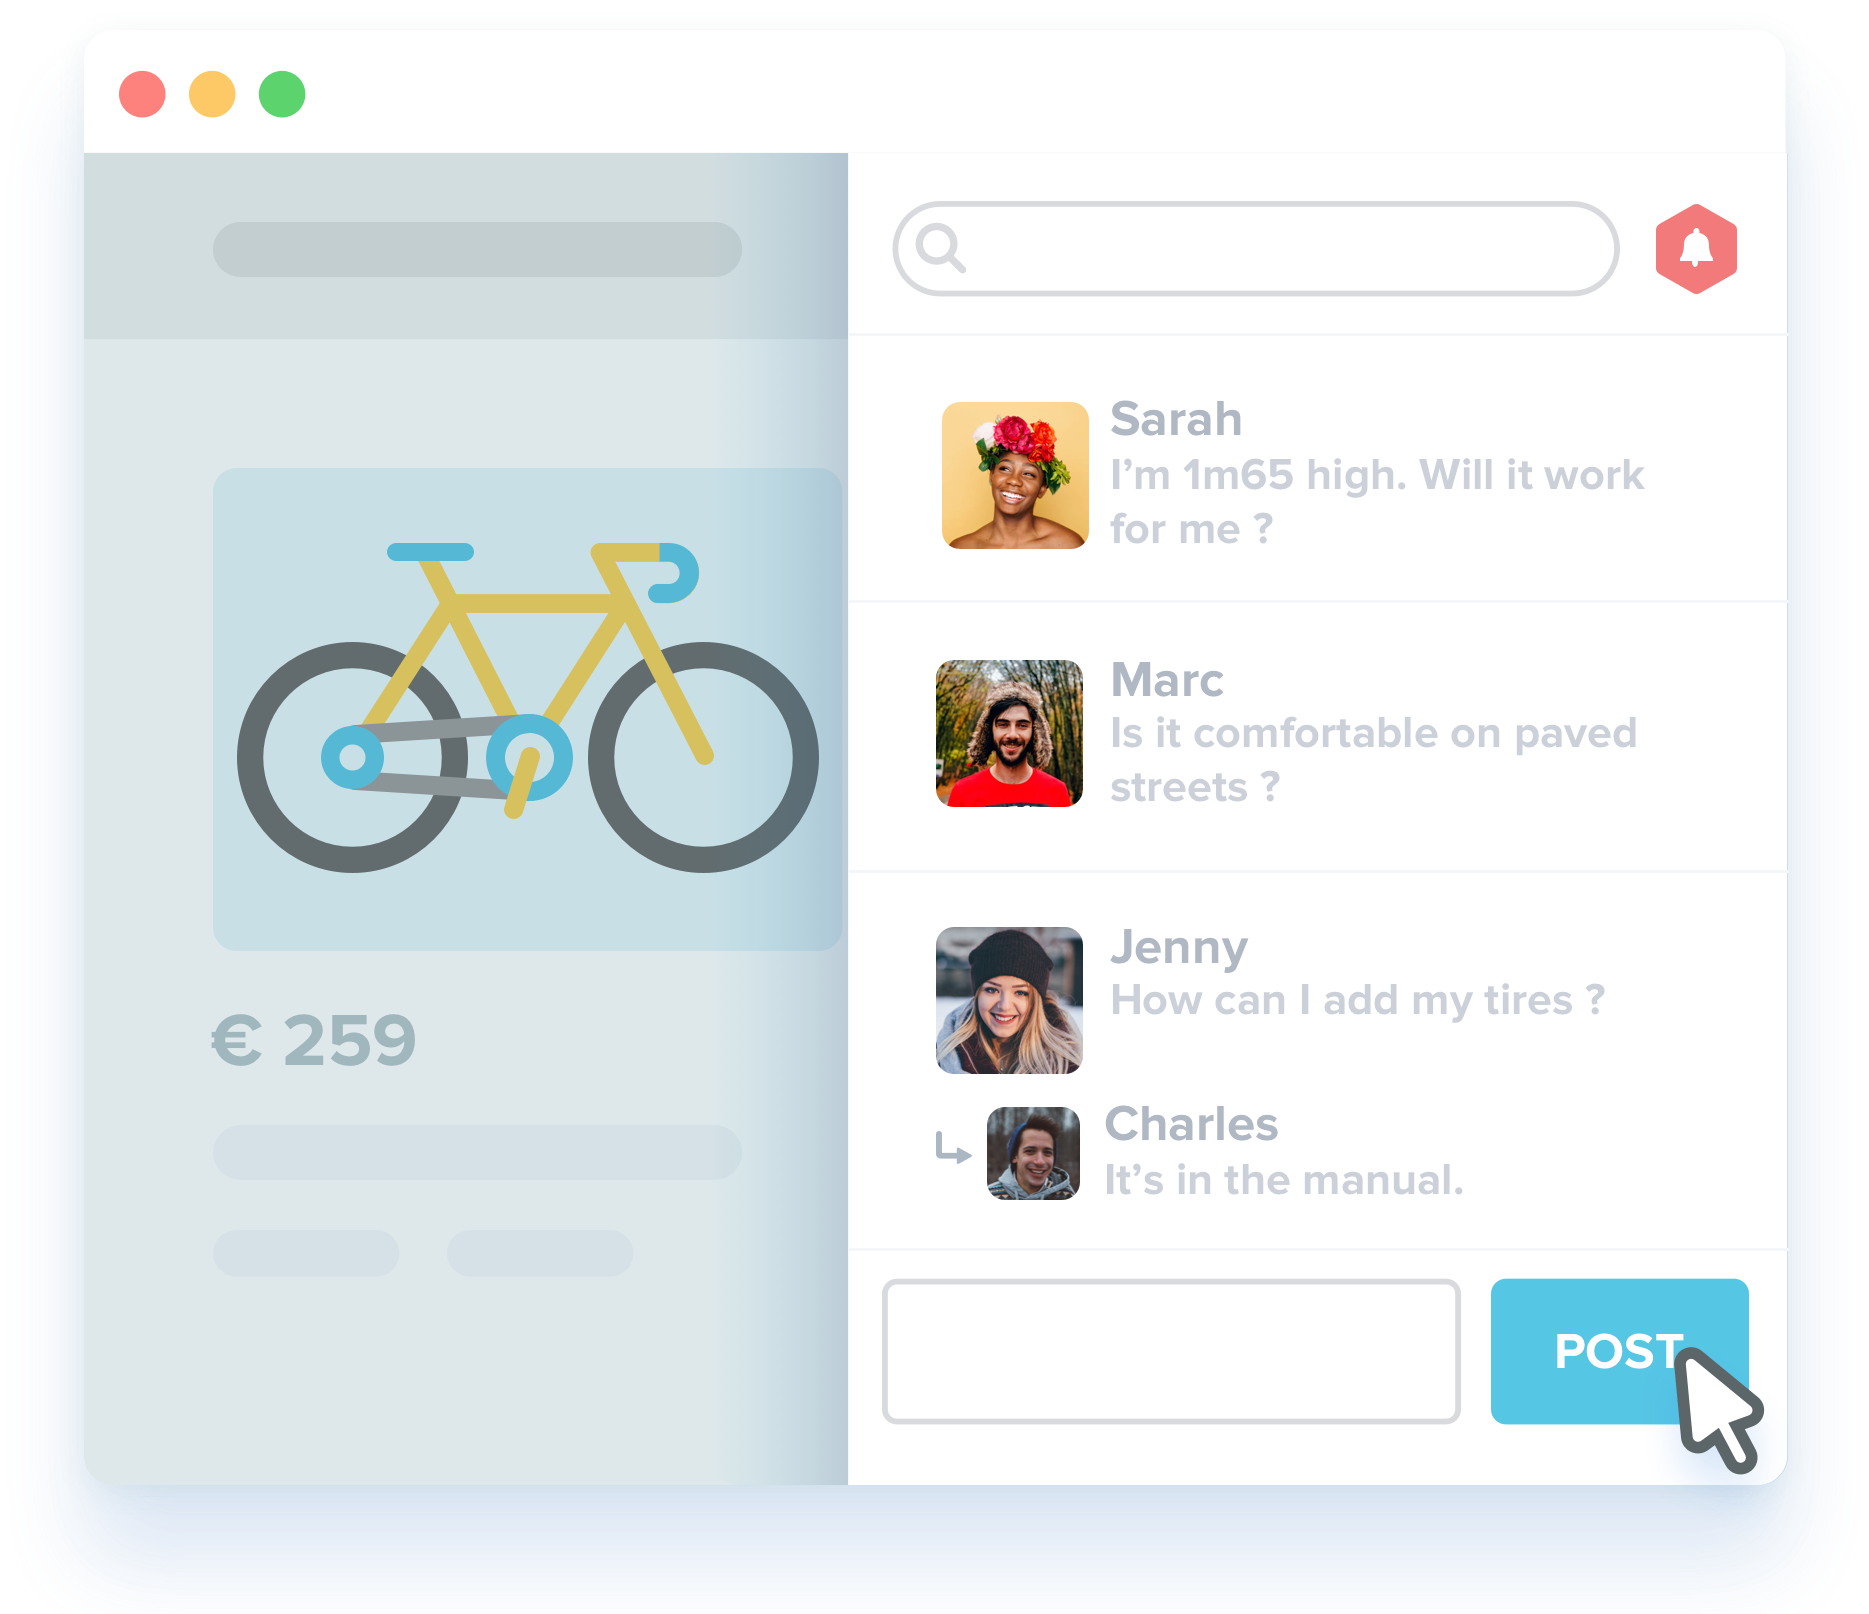 € 259
Sarah
I’m 1m65 high. Will it work
for me ?
Marc
Is it comfortable on paved
streets ?
Jenny
How can I add my tires ?
Charles
It’s in the manual.
POST